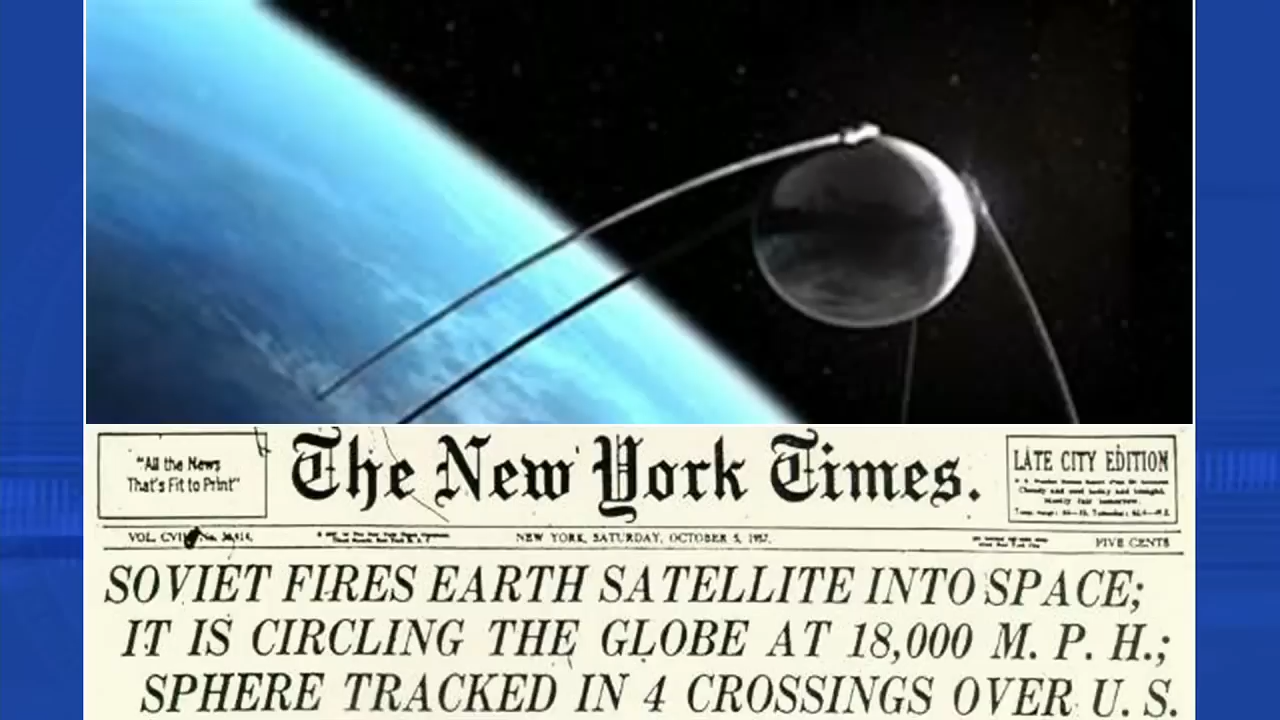 "All the News
That's Fit to Print"
The New York Times.
LATE CITY EDITION
NEW YORK, SATURDAY, OCTOBER 5, 1957.
FIVE CENTS
SOVIET FIRES EARTH SATELLITE INTO SPACE;
IT IS CIRCLING THE GLOBE AT 18,000 M. P. H.;
SPHERE TRACKED IN 4 CROSSINGS OVER U. S.